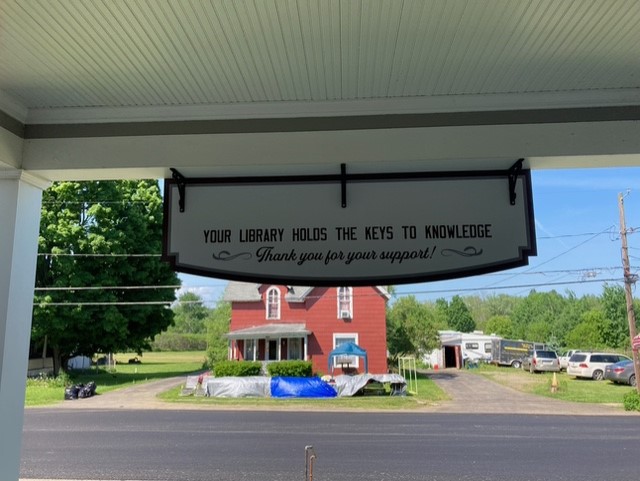 YOUR LIBRARY HOLDS THE KEYS TO KNOWLEDGE
Thank you for your support!